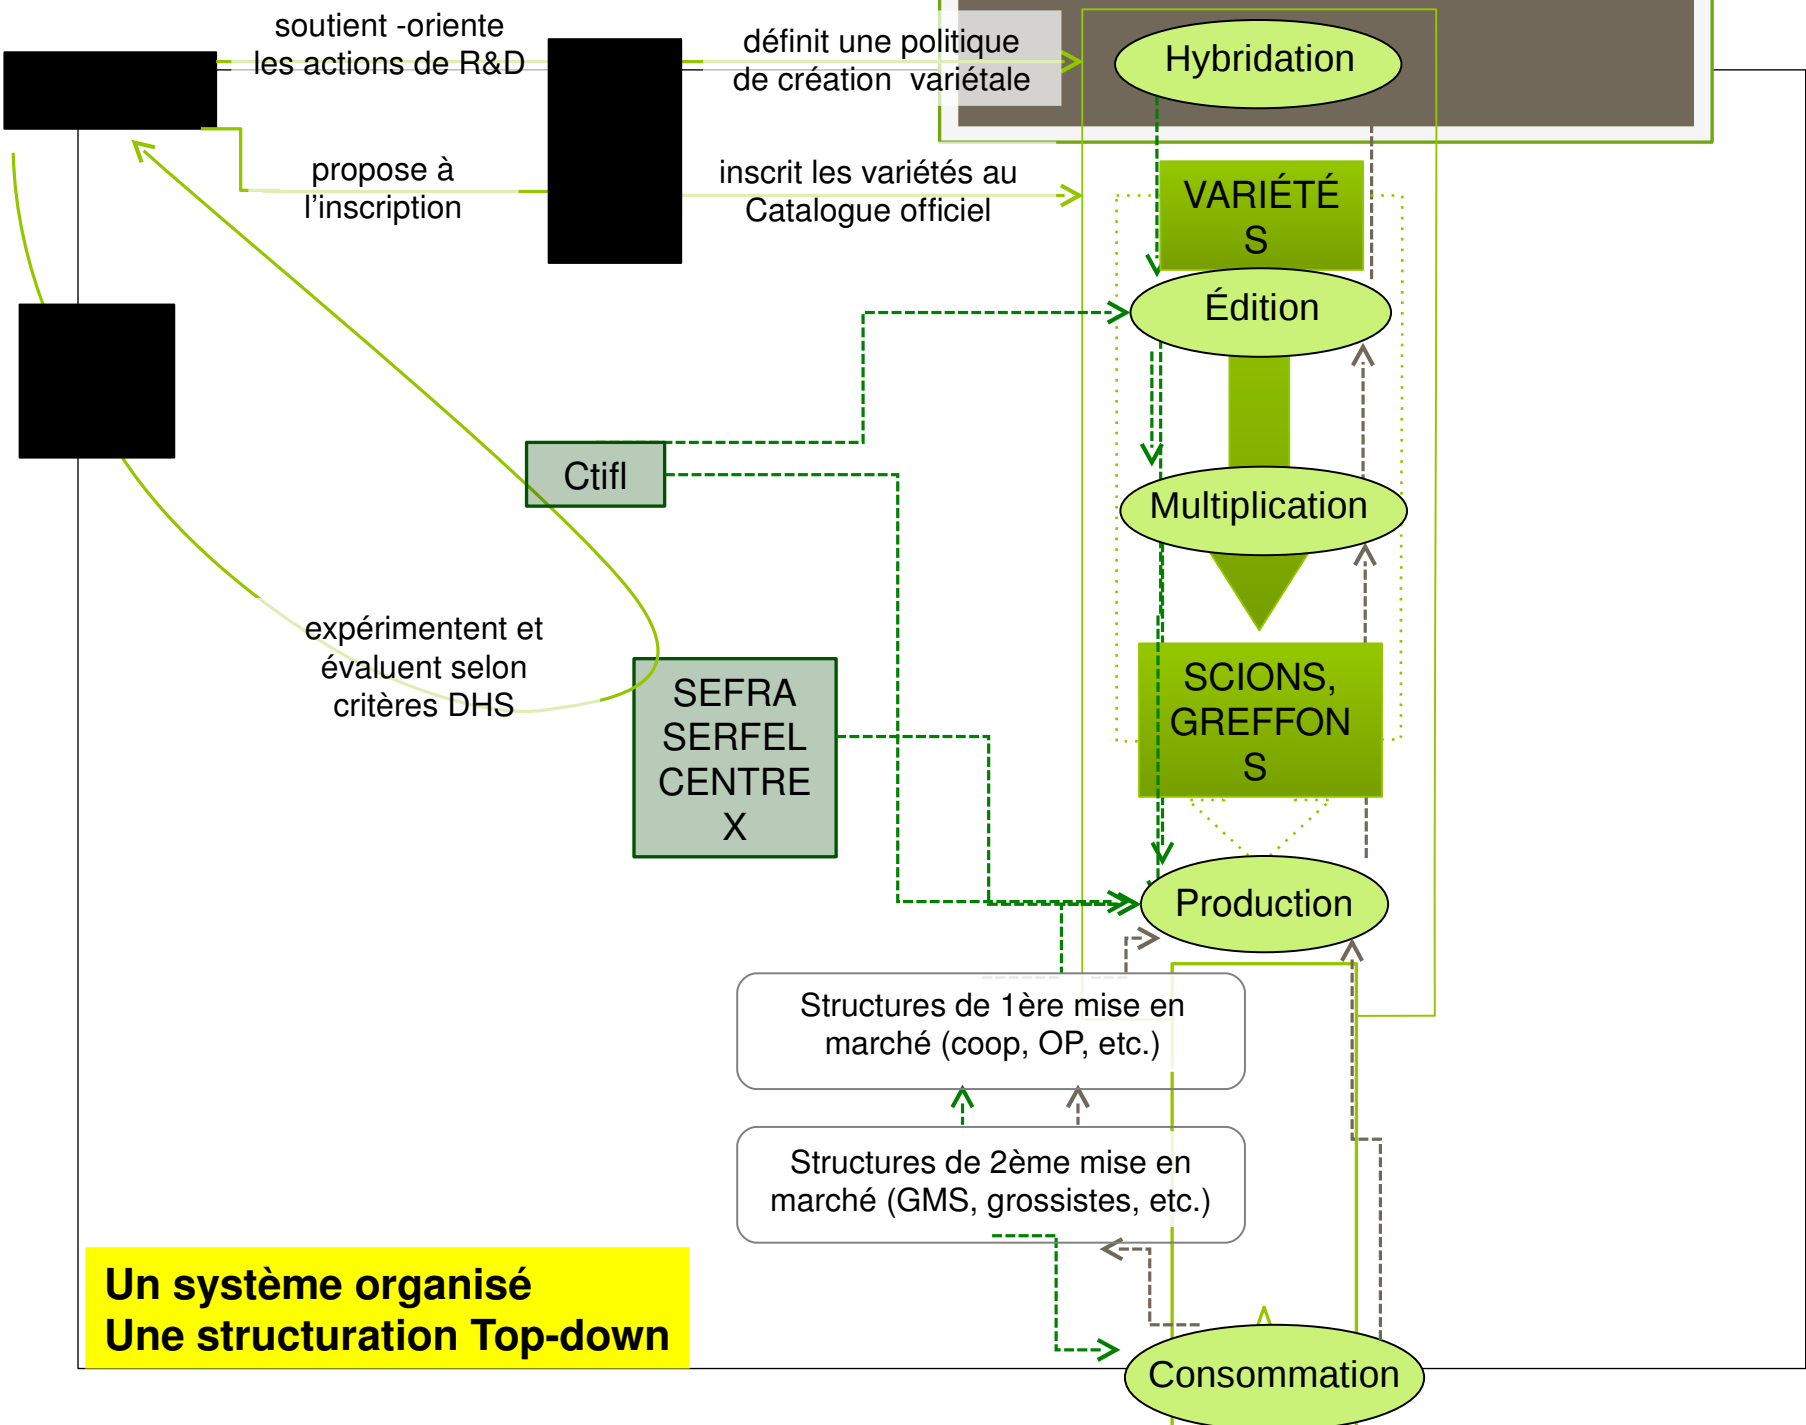 soutient -oriente
les actions de R&D
définit une politique
de création  variétale
Hybridation
propose à
l'inscription
inscrit les variétés au
Catalogue officiel
VARIÉTÉ
S
Édition
Ctifl
Multiplication
expérimentent et
évaluent selon
critères DHS
SEFRA
SERFEL
CENTRE
X
SCIONS,
GREFFON
S
Production
Structures de 1ère mise en
marché (coop, OP, etc.)
Structures de 2ème mise en
marché (GMS, grossistes, etc.)
Un système organisé
Une structuration Top-down
Consommation